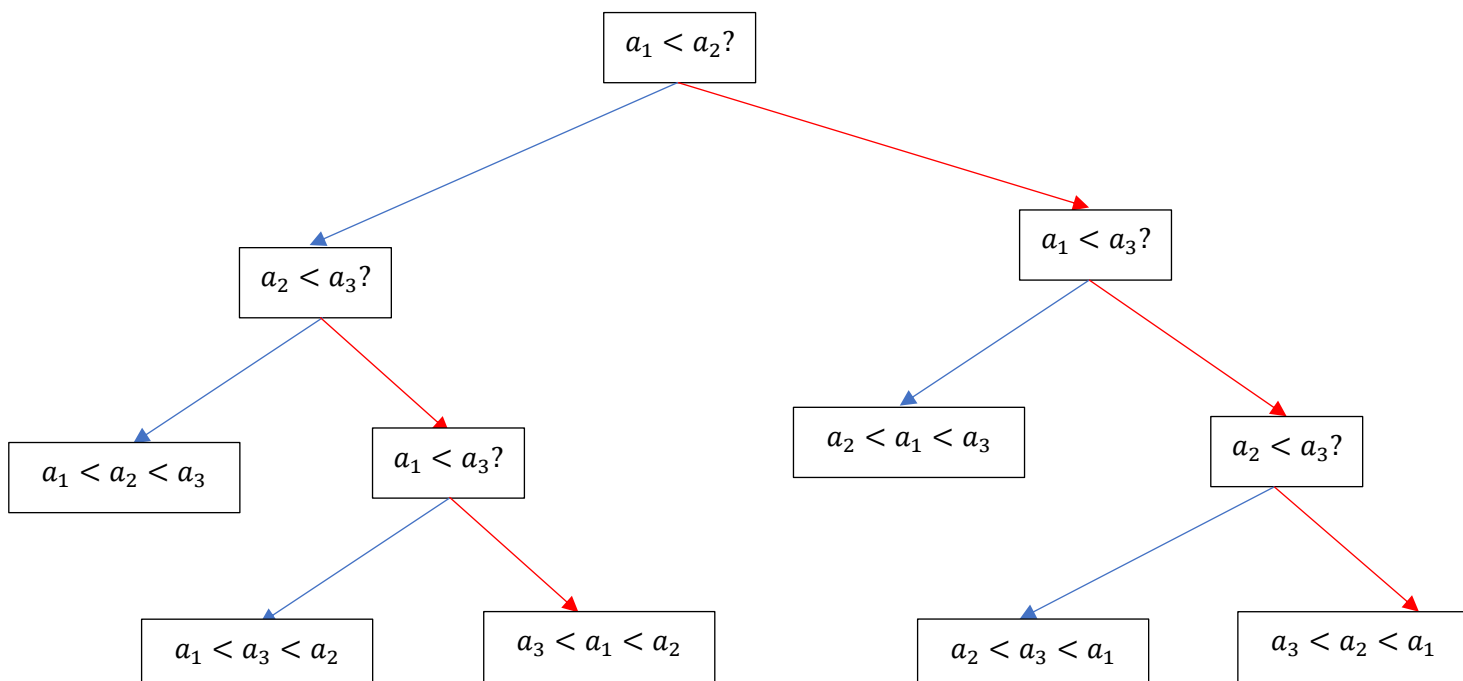 a₁ < a₂?
a₂ < a₃?
a₁ < a₃?
a₁ < a₂ < a₃
a₁ < a₃?
a₂ < a₁ < a₃
a₂ < a₃?
a₁ < a₃ < a₂
a₃ < a₁ < a₂
a₂ < a₃ < a₁
a₃ < a₂ < a₁